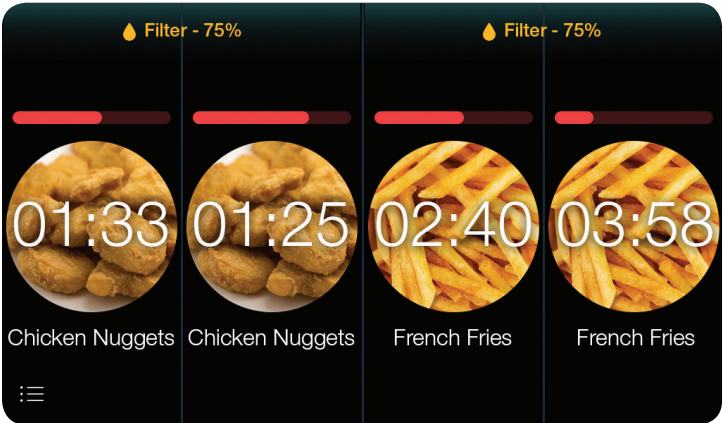 Filter - 75%
Filter - 75%
01:33
01:25
02:40
03:58
Chicken Nuggets
Chicken Nuggets
French Fries
French Fries